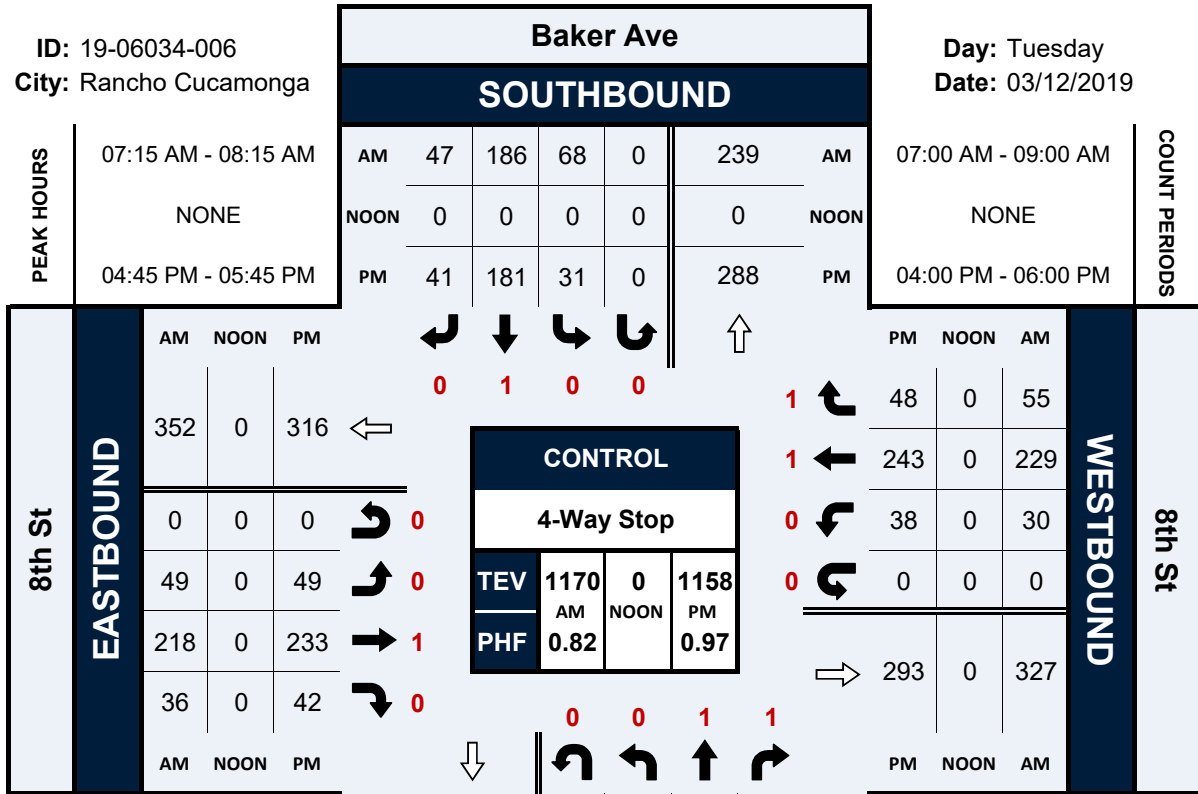 ID: 19-06034-006
City: Rancho Cucamonga
Baker Ave
SOUTHBOUND
Day: Tuesday
Date: 03/12/2019
PEAK HOURS
07:15 AM - 08:15 AM
NONE
04:45 PM - 05:45 PM
AM 47 186 68 0 239 AM
NOON 0 0 0 0 0 NOON
PM 41 181 31 0 288 PM
07:00 AM - 09:00 AM
NONE
04:00 PM - 06:00 PM
COUNT PERIODS
0 1 0 0
8th St
EASTBOUND
AM NOON PM
352 0 316
0 0 0 0
49 0 49 0
218 0 233 1
36 0 42 0
AM NOON PM
CONTROL
4-Way Stop
TEV 1170 0 1158
AM NOON PM
PHF 0.82 0.97
PM NOON AM
1 48 0 55
1 243 0 229
0 38 0 30
0 0 0 0
293 0 327
PM NOON AM
WESTBOUND
8th St
0 0 1 1